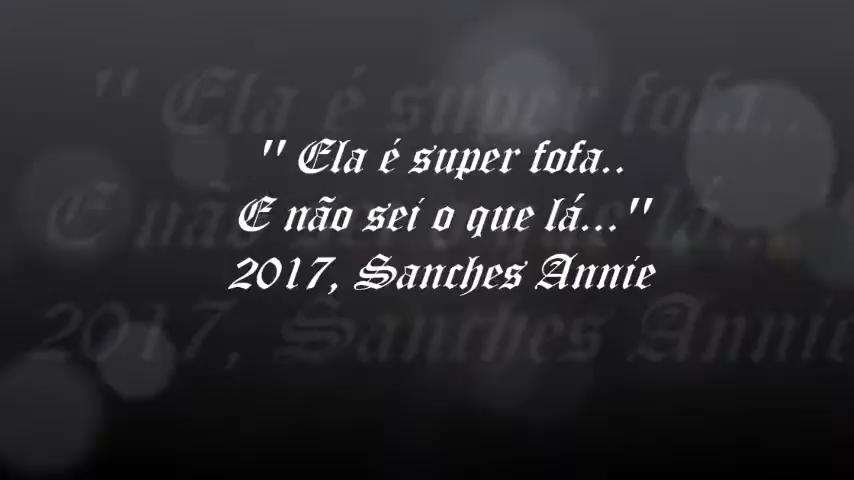 " Ela é super fofa..
E não sei o que lá..."
2017, Sanches Annie